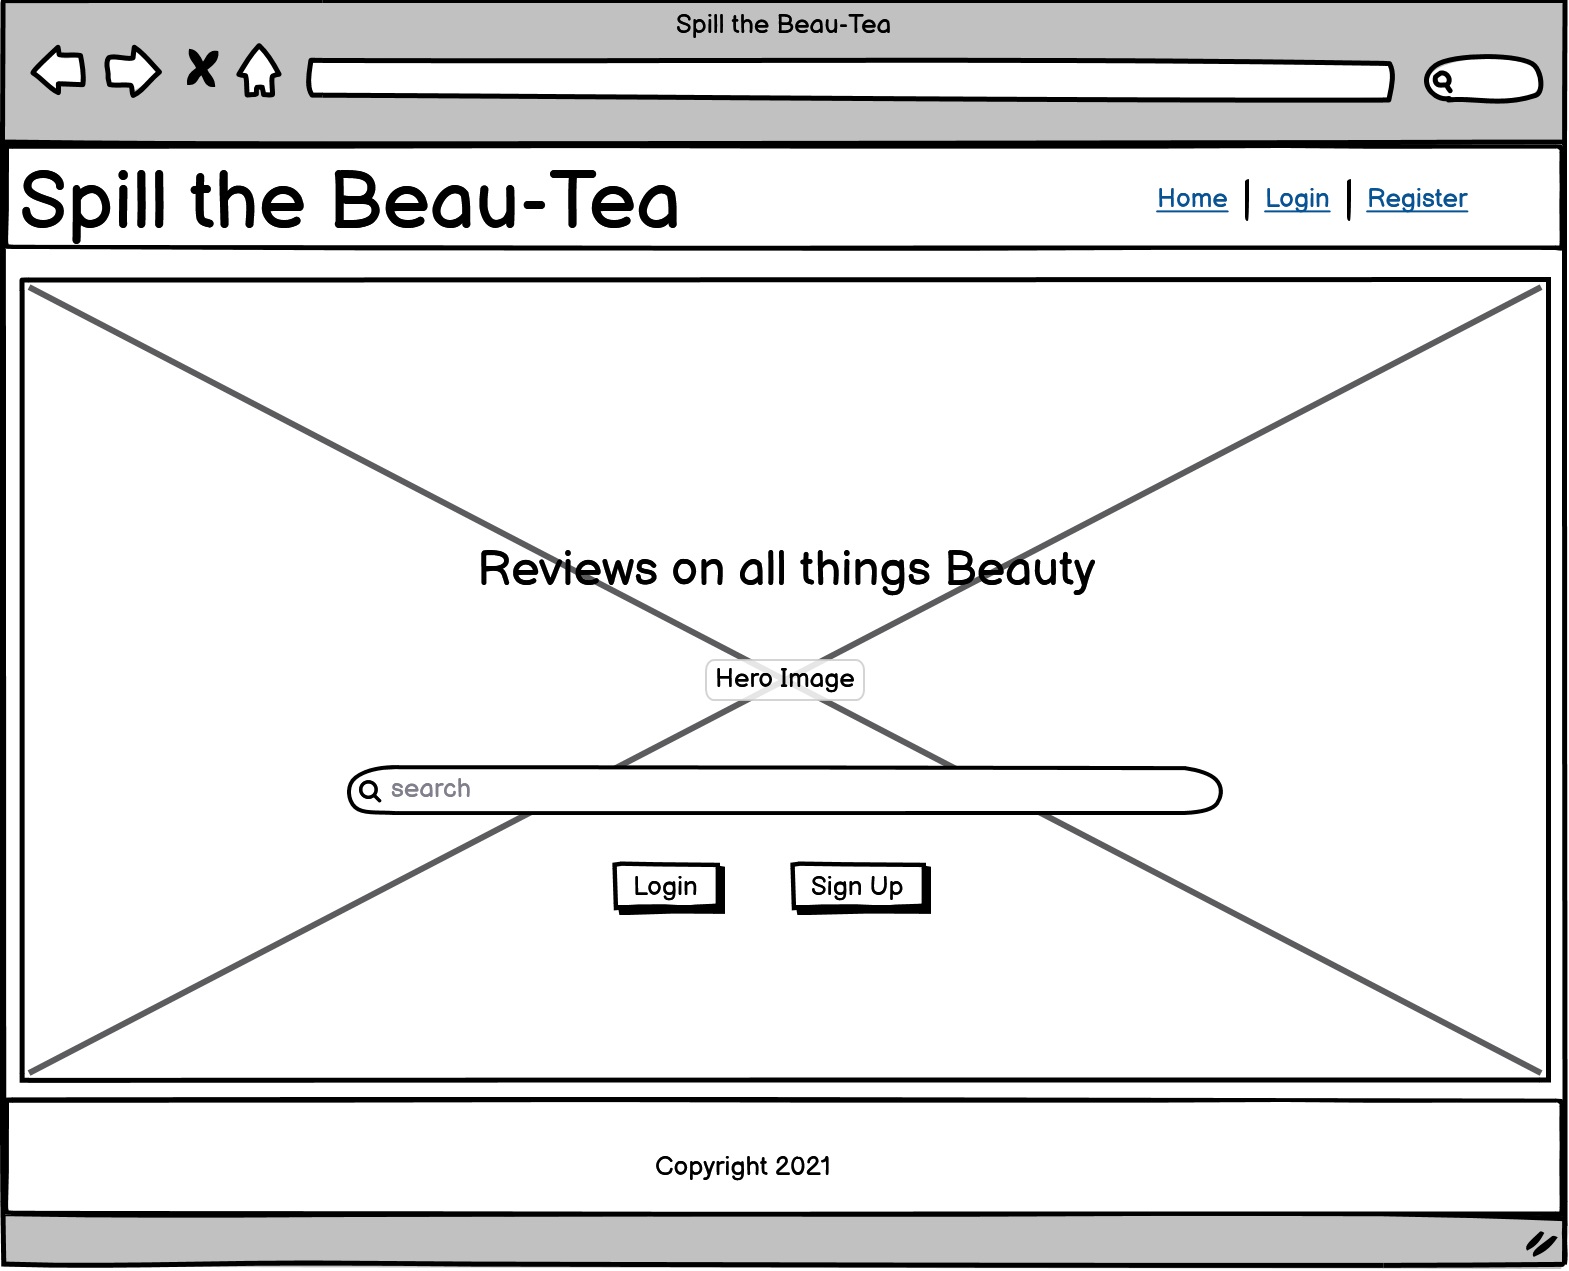 Spill the Beau-Tea
Spill the Beau-Tea
Home | Login | Register
Reviews on all things Beauty
Hero Image
search
Login
Sign Up
Copyright 2021